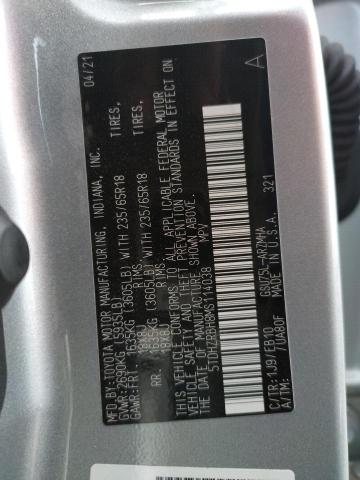 MFD.BY:TOYOTA MOTOR MANUFACTURING, INDIANA, INC. 04/21
GVWR:2690KG (5935LB)
GAWR:FRT. 1635KG (3605LB) WITH 235/65R18 TIRES,
18X8J RIMS
RR. 1635KG (3605LB) WITH 235/65R18 TIRES,
18X8J RIMS
THIS VEHICLE CONFORMS TO ALL APPLICABLE FEDERAL MOTOR
VEHICLE SAFETY AND THEFT PREVENTION STANDARDS IN EFFECT ON
THE DATE OF MANUFACTURE SHOWN ABOVE.
5TDHZRBH8MS114038 MPV
A
C/TR:1J9/FB10 GSU75L-ARZMHA
A/TM: /UA80F MADE IN U.S.A. 321